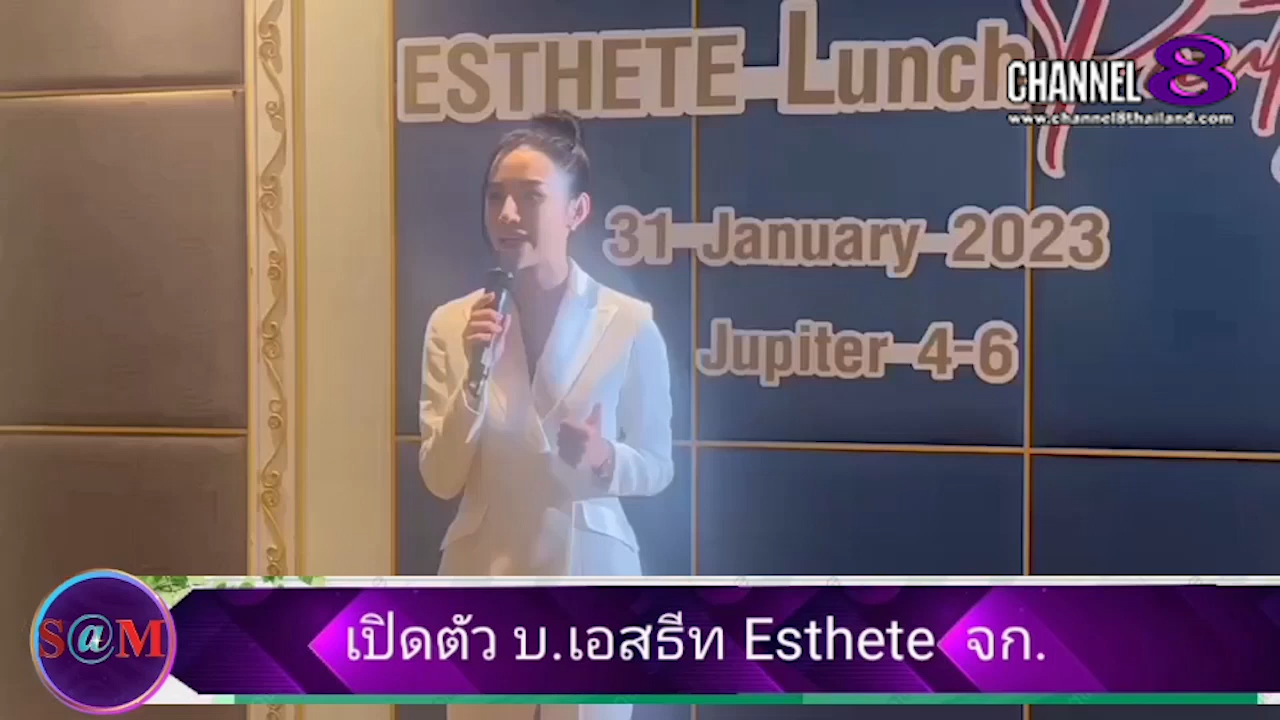 ESTHETE Lunch Party
CHANNEL 8
www.channel8thailand.com
31 January 2023
Jupiter 4-6
S@M
เปิดตัว บ.เอสธีท Esthete จก.